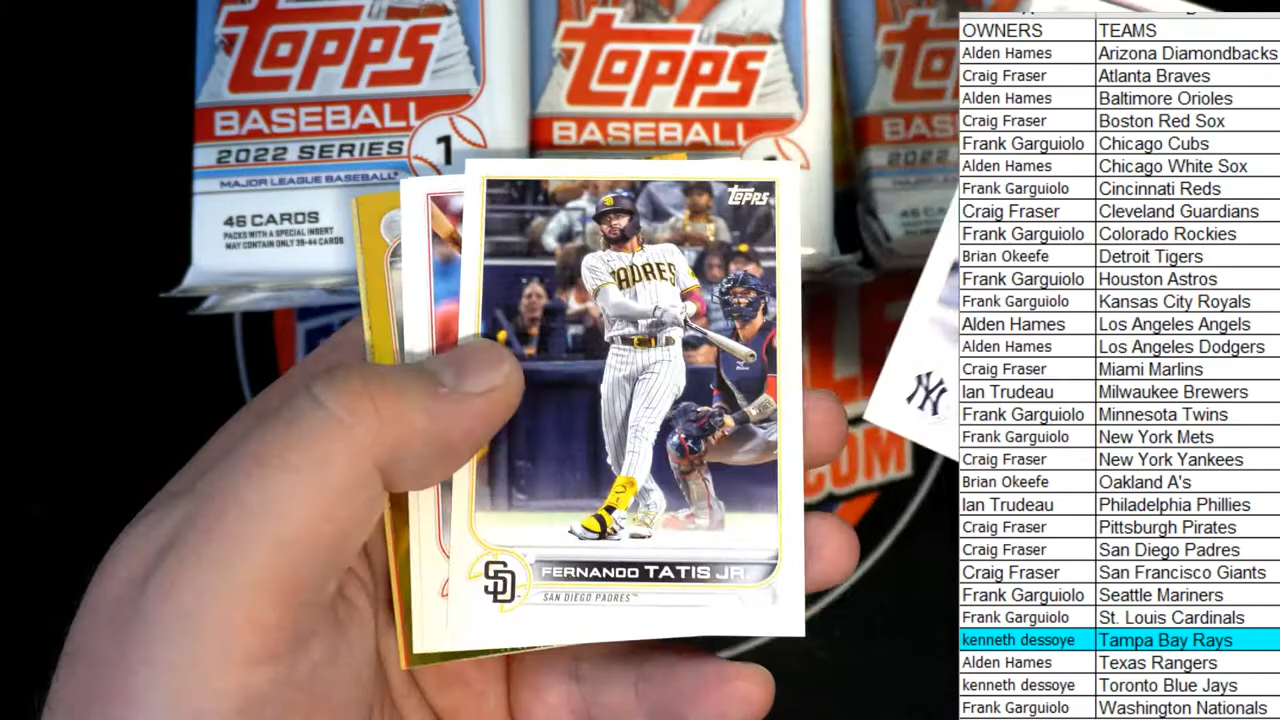 TOPPS
BASEBALL
2022 SERIES 1
MAJOR LEAGUE BASEBALL
46 CARDS
PACKS WITH A SPECIAL INSERT
MAY CONTAIN ONLY 39-44 CARDS
TOPPS
BASEBALL
2022
TOPPS
PADRES
SD
FERNANDO TATIS JR.
SAN DIEGO PADRES™
NY
.COM
OWNERS TEAMS
Alden Hames Arizona Diamondbacks
Craig Fraser Atlanta Braves
Alden Hames Baltimore Orioles
Craig Fraser Boston Red Sox
Frank Garguiolo Chicago Cubs
Alden Hames Chicago White Sox
Frank Garguiolo Cincinnati Reds
Craig Fraser Cleveland Guardians
Frank Garguiolo Colorado Rockies
Brian Okeefe Detroit Tigers
Frank Garguiolo Houston Astros
Frank Garguiolo Kansas City Royals
Alden Hames Los Angeles Angels
Alden Hames Los Angeles Dodgers
Craig Fraser Miami Marlins
Ian Trudeau Milwaukee Brewers
Frank Garguiolo Minnesota Twins
Frank Garguiolo New York Mets
Craig Fraser New York Yankees
Brian Okeefe Oakland A's
Ian Trudeau Philadelphia Phillies
Craig Fraser Pittsburgh Pirates
Craig Fraser San Diego Padres
Craig Fraser San Francisco Giants
Frank Garguiolo Seattle Mariners
Frank Garguiolo St. Louis Cardinals
kenneth dessoye Tampa Bay Rays
Alden Hames Texas Rangers
kenneth dessoye Toronto Blue Jays
Frank Garguiolo Washington Nationals